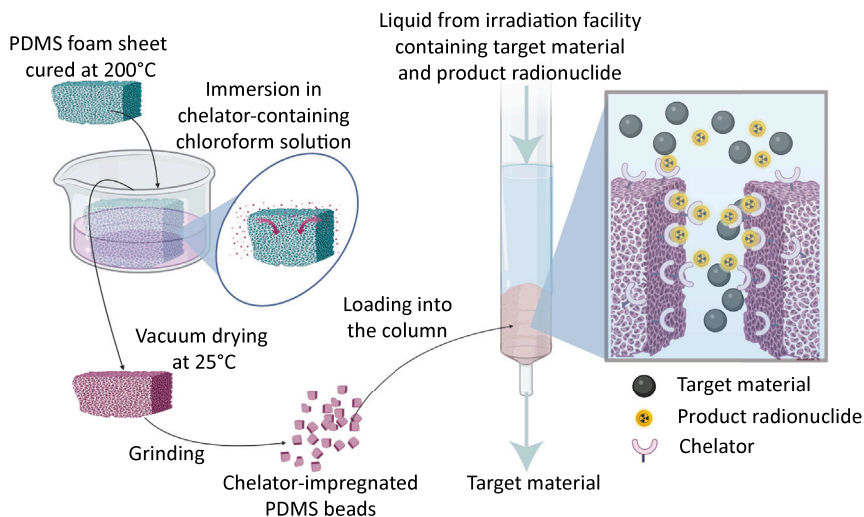 PDMS foam sheet
cured at 200°C
Immersion in
chelator-containing
chloroform solution
Liquid from irradiation facility
containing target material
and product radionuclide
Vacuum drying
at 25°C
Grinding
Chelator-impregnated
PDMS beads
Loading into
the column
Target material
Target material
Product radionuclide
Chelator